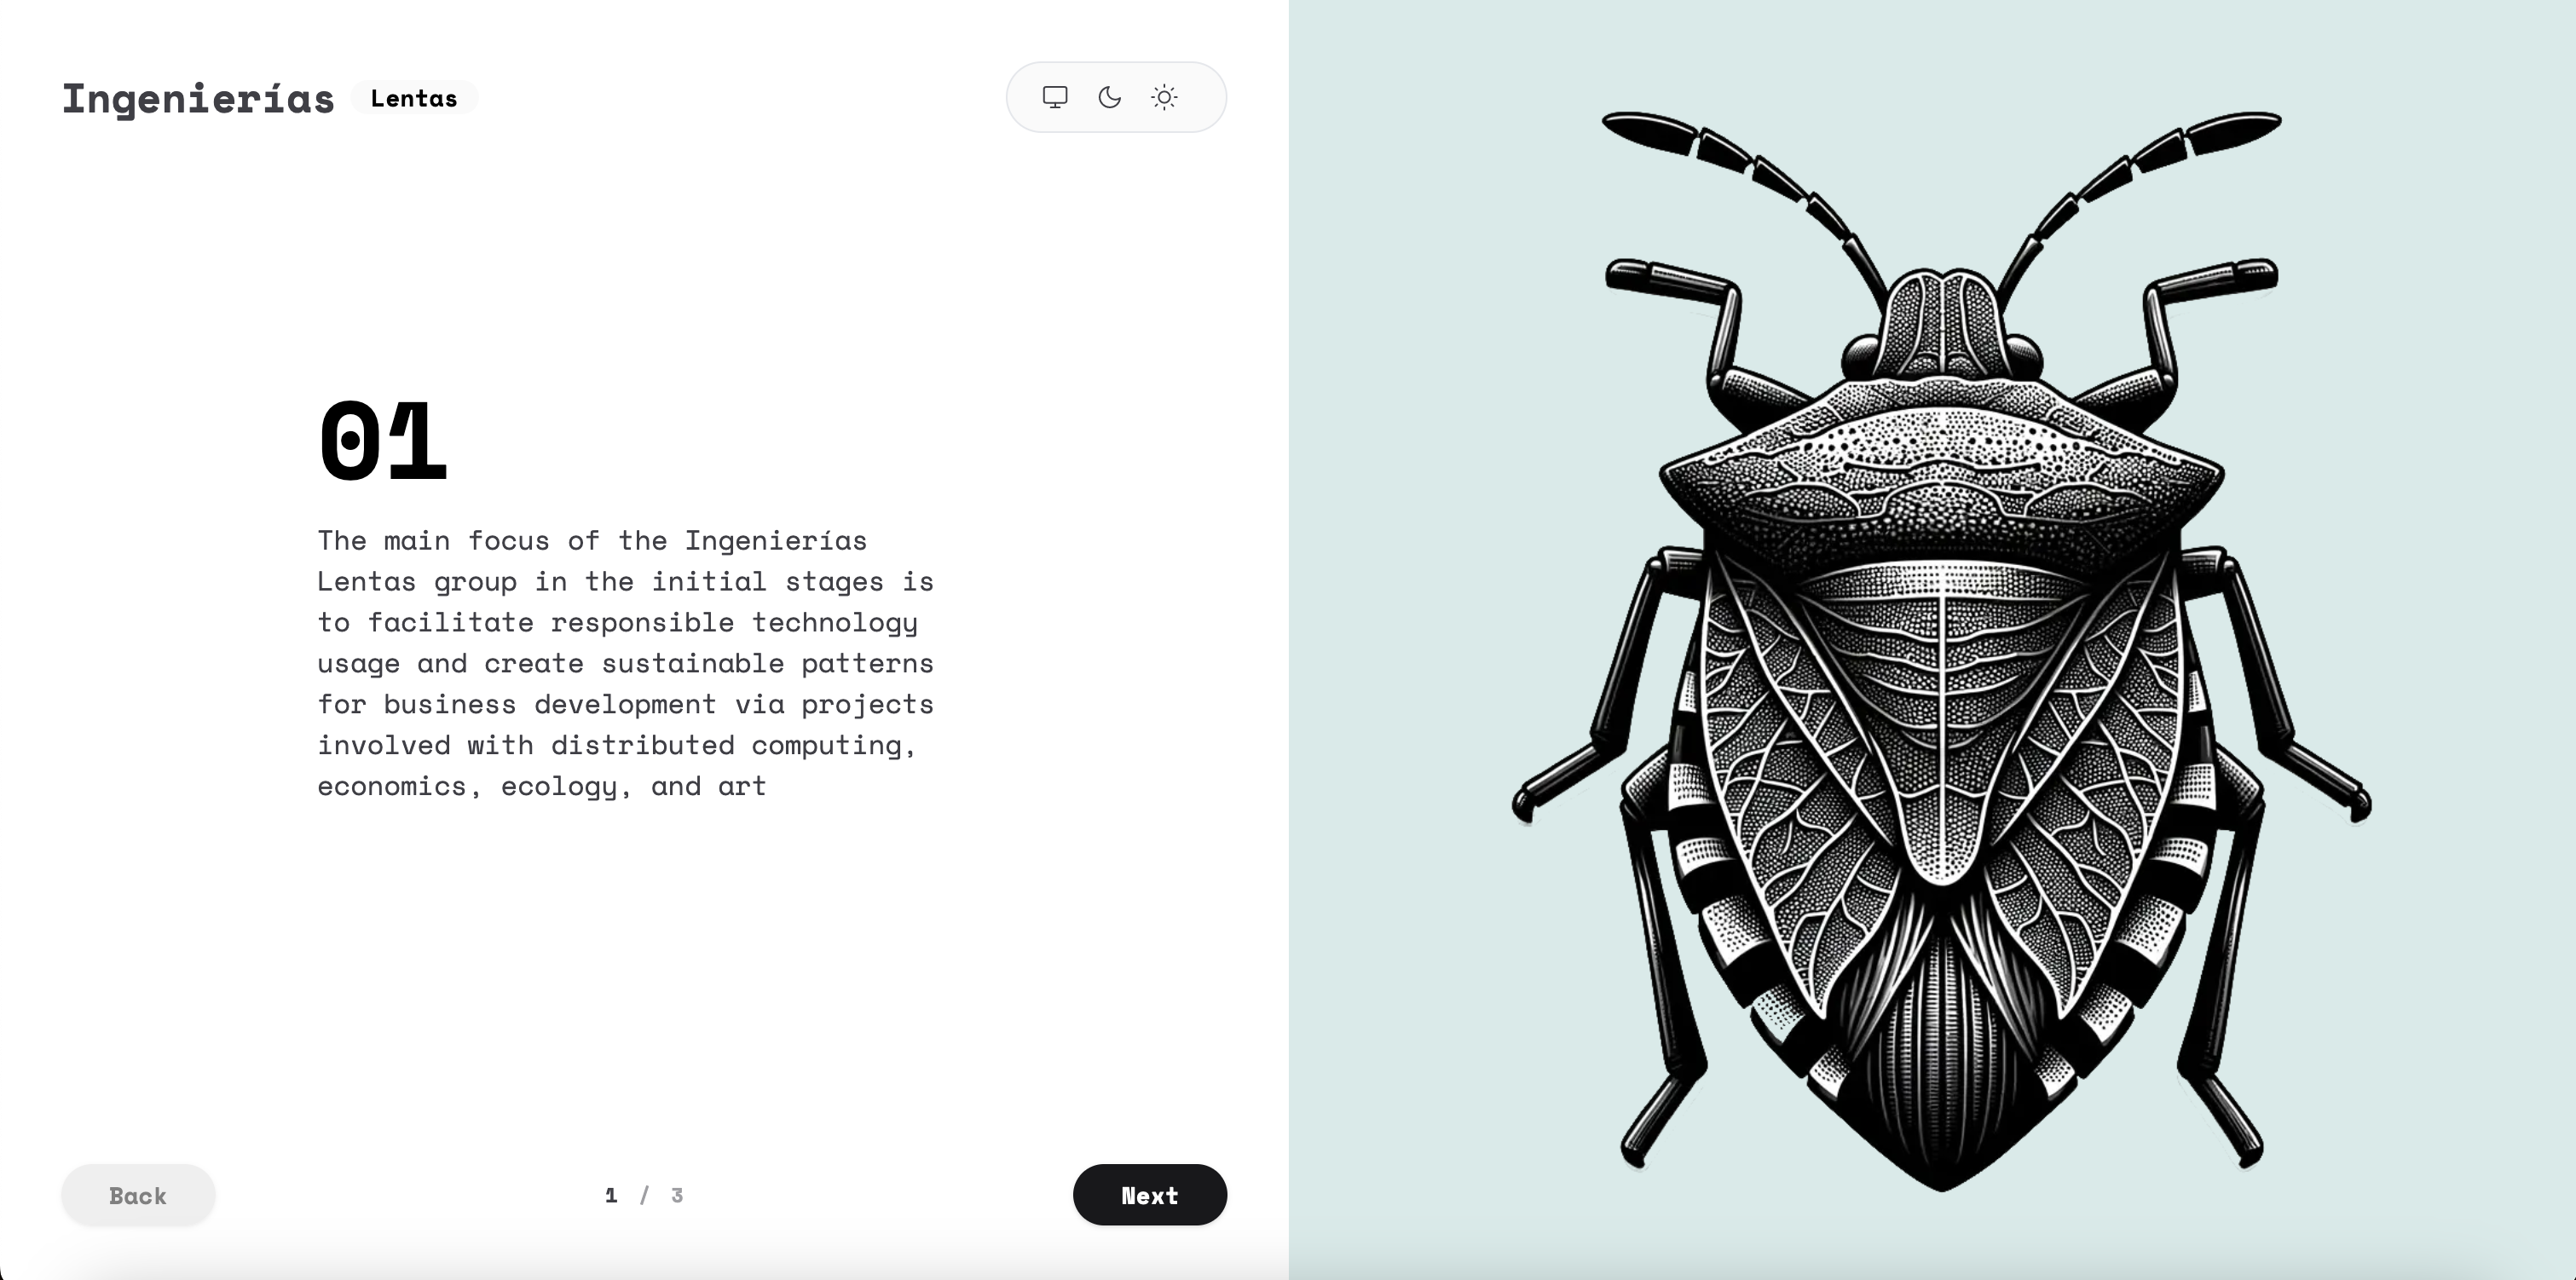 Ingenierías Lentas
01
The main focus of the Ingenierías
Lentas group in the initial stages is
to facilitate responsible technology
usage and create sustainable patterns
for business development via projects
involved with distributed computing,
economics, ecology, and art
Back
1 / 3
Next